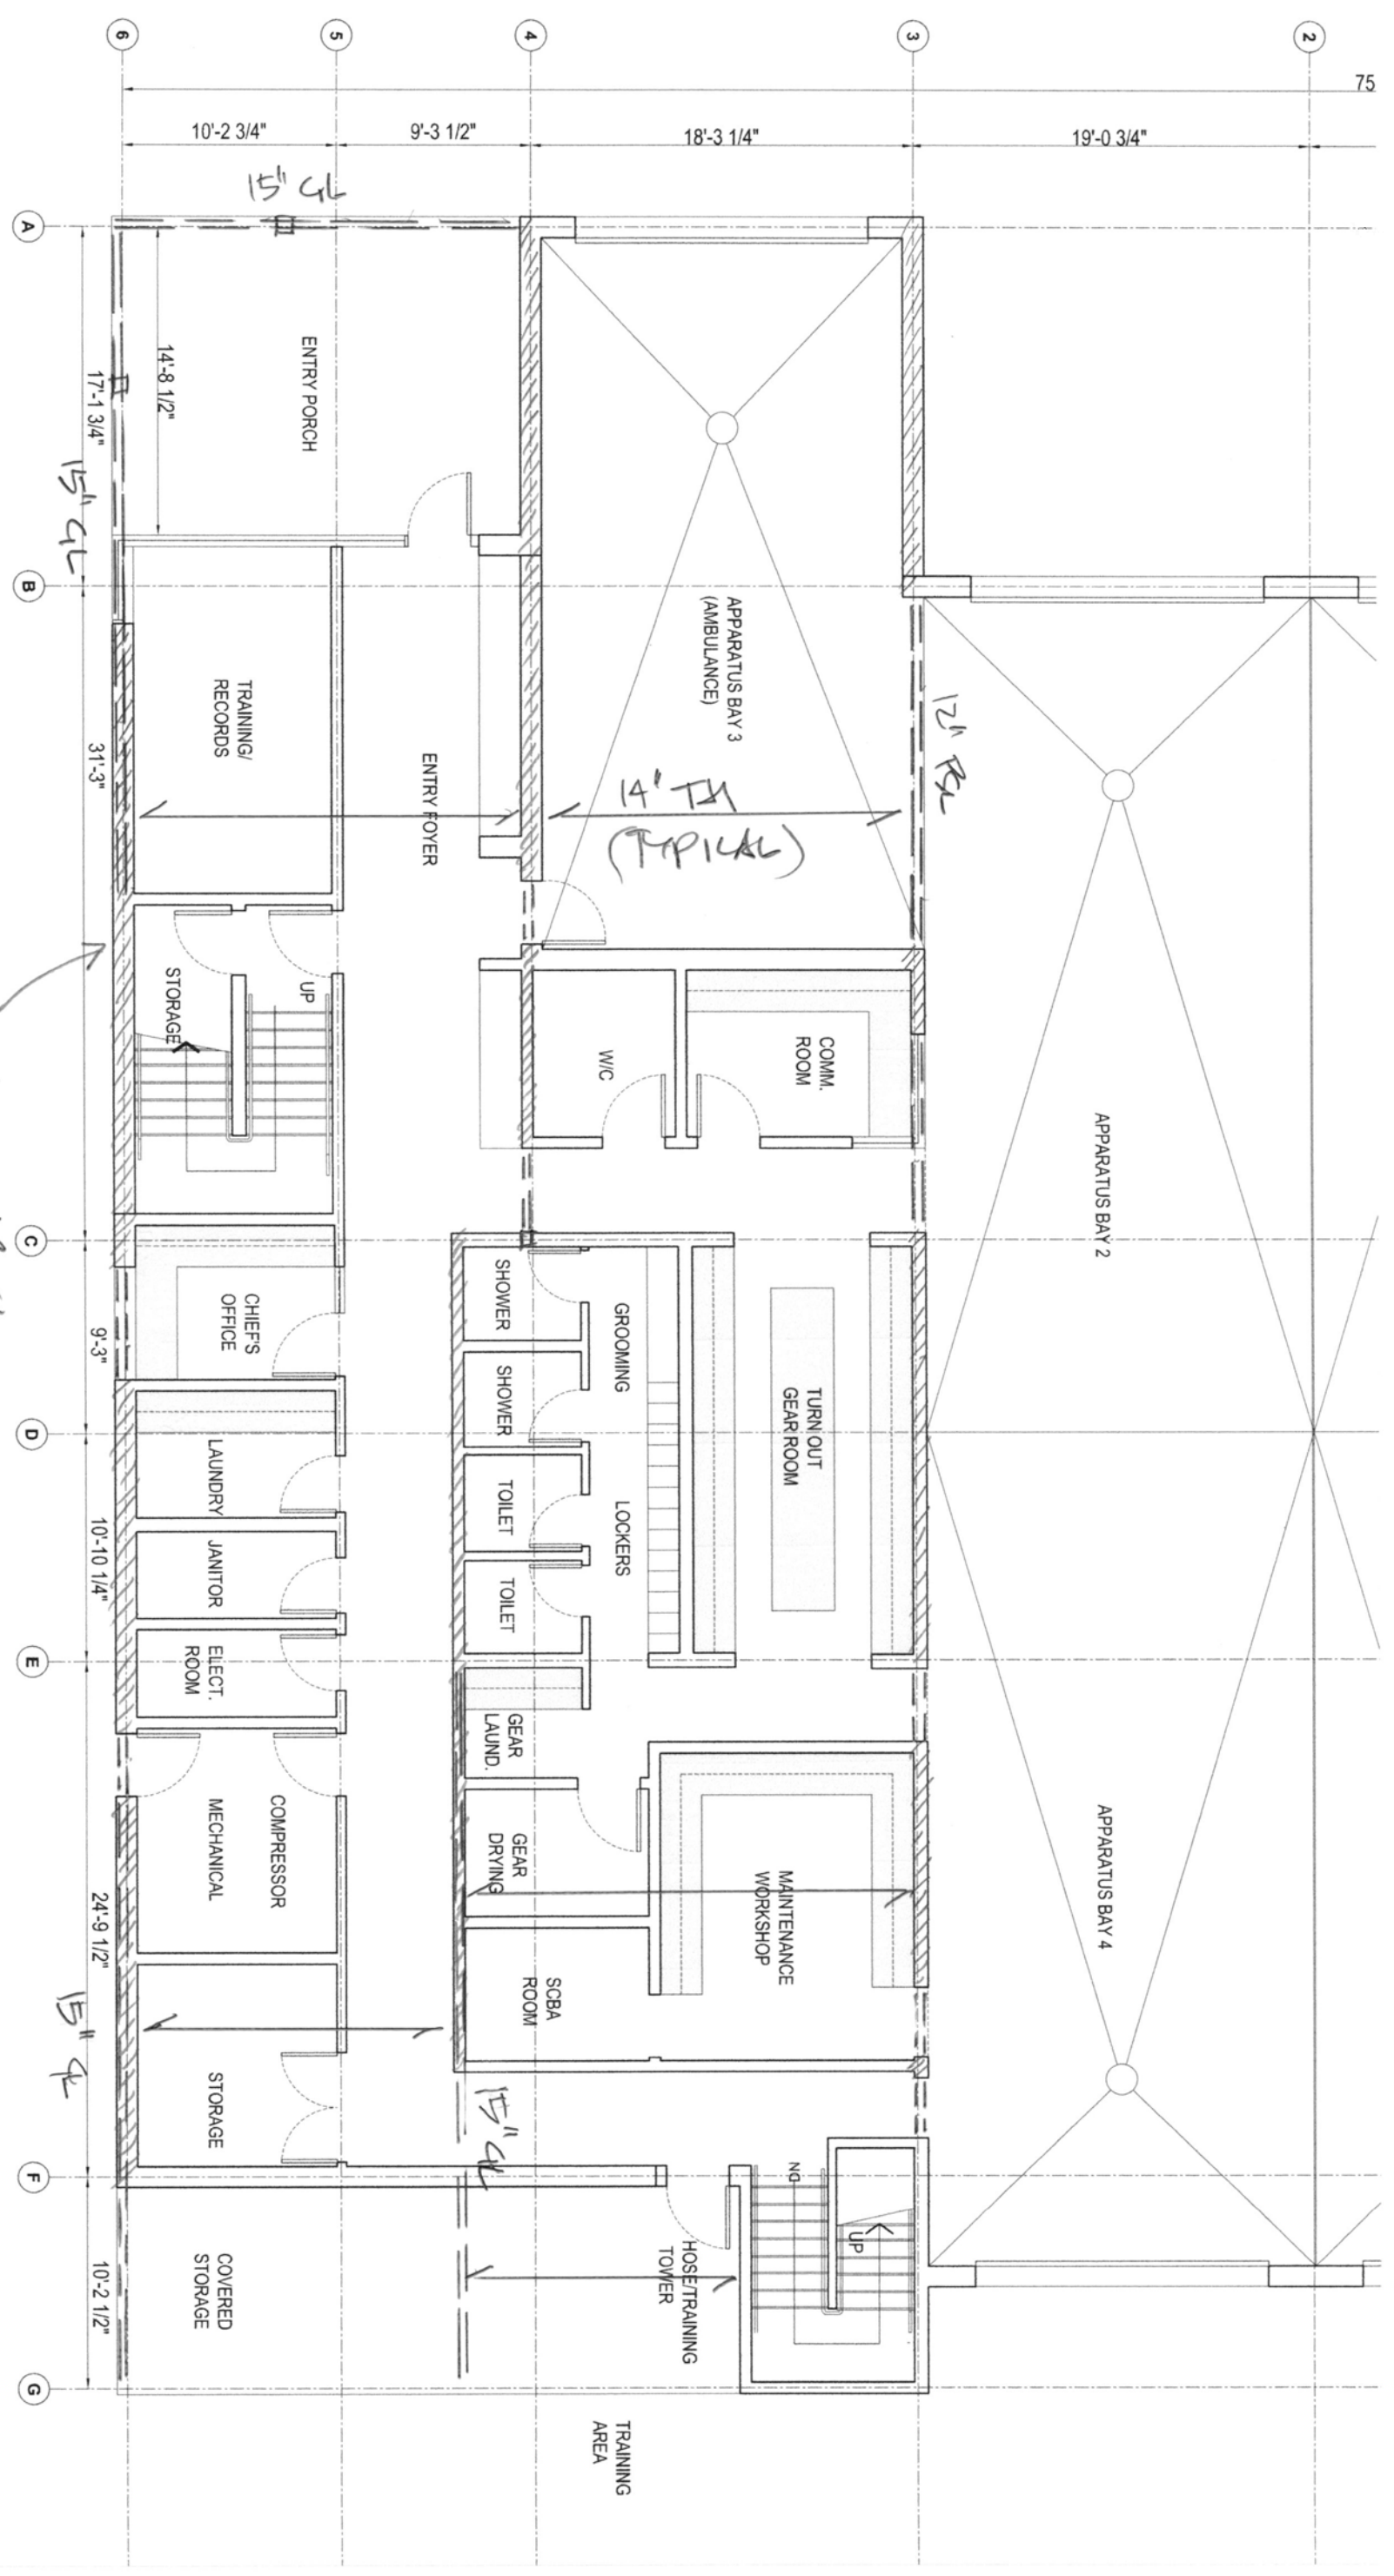 6
5
4
3
2
75
10'-2 3/4"
9'-3 1/2"
18'-3 1/4"
19'-0 3/4"
15" GL
A
14'-8 1/2"
17'-1 3/4"
ENTRY PORCH
15" GL
B
APPARATUS BAY 3
(AMBULANCE)
TRAINING/
RECORDS
12" PSL
31'-3"
ENTRY FOYER
14" TJI
(TYPICAL)
STORAGE
UP
W/C
COMM.
ROOM
APPARATUS BAY 2
C
SHOWER
GROOMING
CHIEF'S
OFFICE
9'-3"
SHOWER
TURN OUT
GEAR ROOM
D
LAUNDRY
TOILET
LOCKERS
10'-10 1/4"
JANITOR
TOILET
E
ELECT.
ROOM
GEAR
LAUND.
COMPRESSOR
MECHANICAL
GEAR
DRYING
MAINTENANCE
WORKSHOP
APPARATUS BAY 4
24'-9 1/2"
SCBA
ROOM
15" GL
STORAGE
15" GL
F
DN
UP
COVERED
STORAGE
HOSE/TRAINING
TOWER
10'-2 1/2"
G
TRAINING
AREA